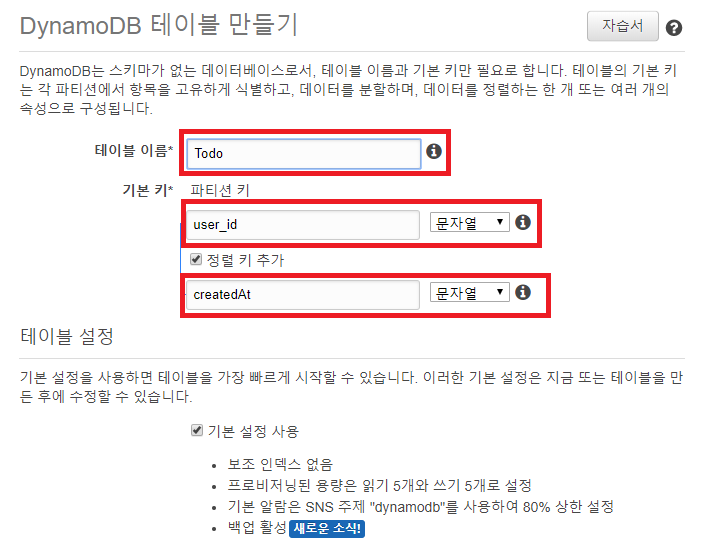 DynamoDB 테이블 만들기
자습서
DynamoDB는 스키마가 없는 데이터베이스로서, 테이블 이름과 기본 키만 필요로 합니다. 테이블의 기본 키
는 각 파티션에서 항목을 고유하게 식별하고, 데이터를 분할하며, 데이터를 정렬하는 한 개 또는 여러 개의
속성으로 구성됩니다.
테이블 이름* Todo
기본 키* 파티션 키
user_id 문자열
정렬 키 추가
createdAt 문자열
테이블 설정
기본 설정을 사용하면 테이블을 가장 빠르게 시작할 수 있습니다. 이러한 기본 설정은 지금 또는 테이블을 만
든 후에 수정할 수 있습니다.
기본 설정 사용
• 보조 인덱스 없음
• 프로비저닝된 용량은 읽기 5개와 쓰기 5개로 설정
• 기본 알람은 SNS 주제 "dynamodb"를 사용하여 80% 상한 설정
• 백업 활성 새로운 소식!